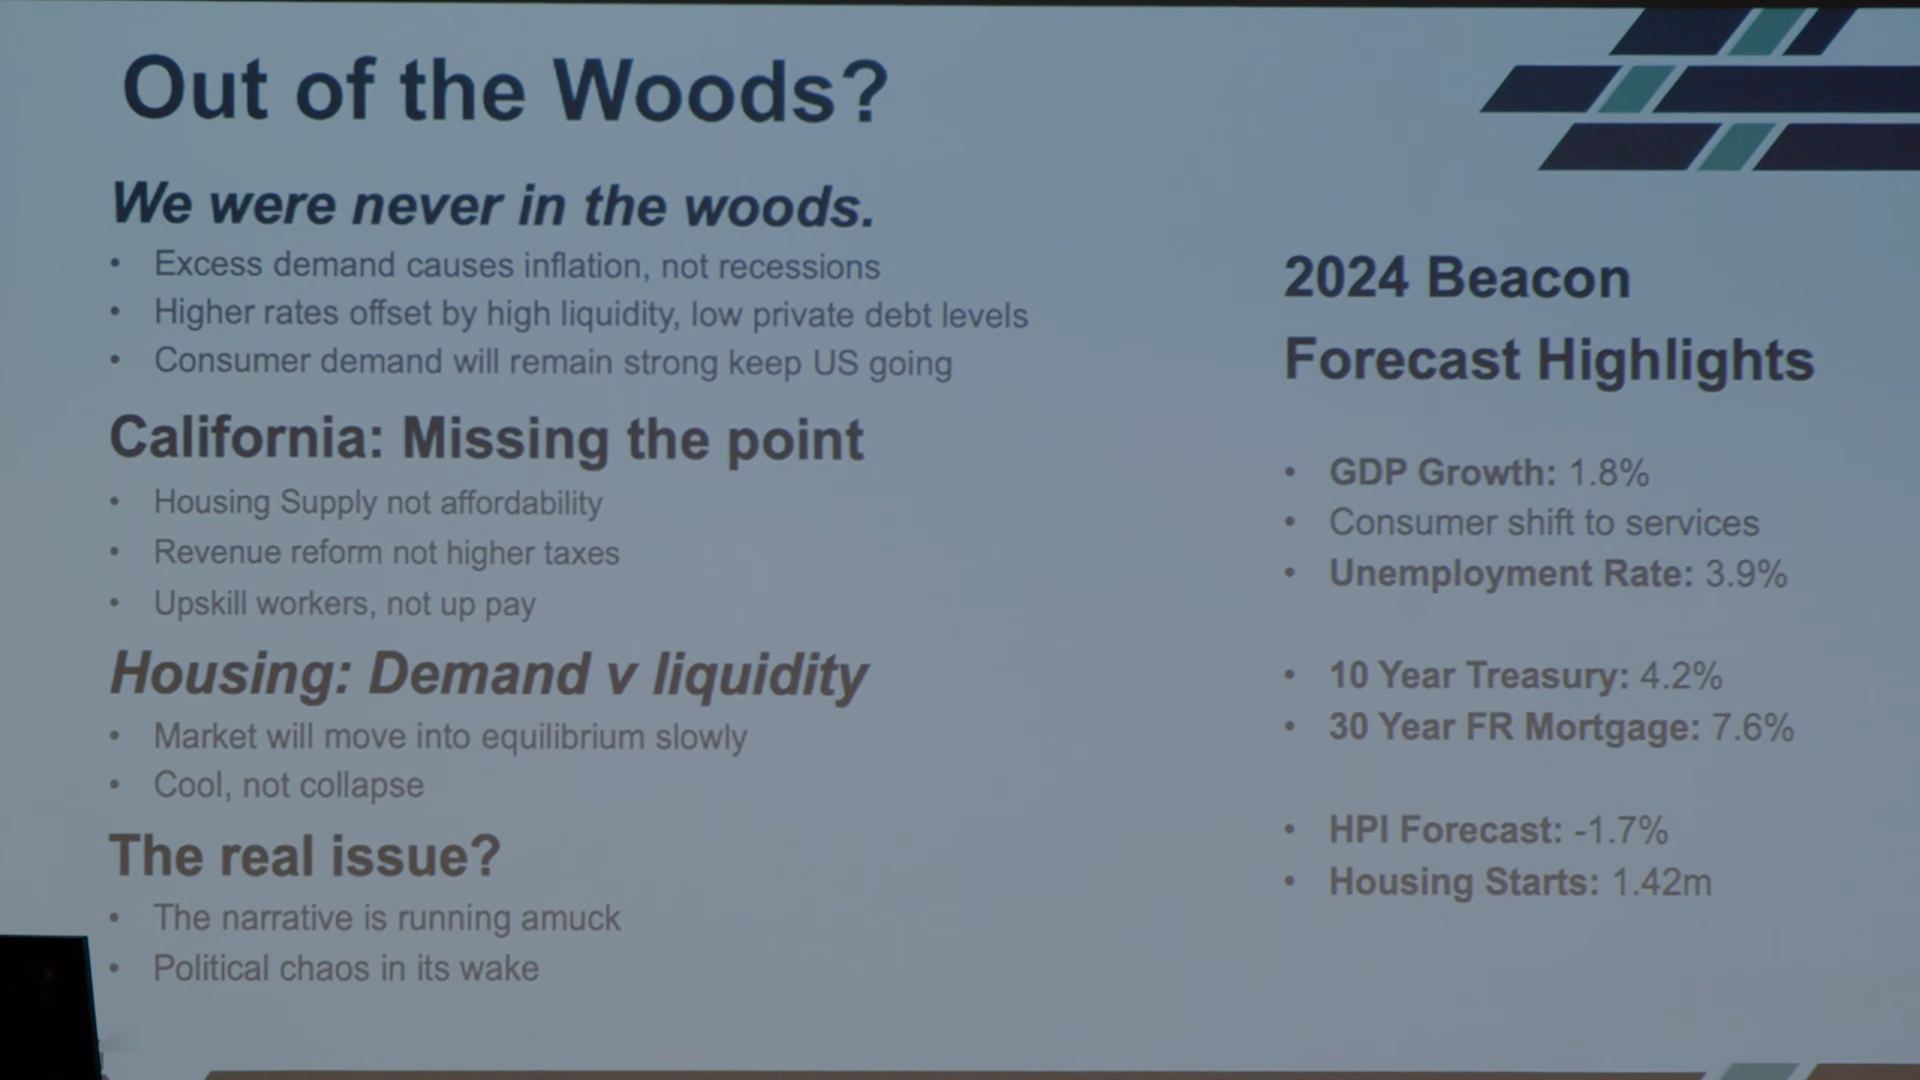 Out of the Woods?
We were never in the woods.
• Excess demand causes inflation, not recessions
• Higher rates offset by high liquidity, low private debt levels
• Consumer demand will remain strong keep US going
California: Missing the point
• Housing Supply not affordability
• Revenue reform not higher taxes
• Upskill workers, not up pay
Housing: Demand v liquidity
• Market will move into equilibrium slowly
• Cool, not collapse
The real issue?
• The narrative is running amuck
• Political chaos in its wake
2024 Beacon
Forecast Highlights
• GDP Growth: 1.8%
• Consumer shift to services
• Unemployment Rate: 3.9%
• 10 Year Treasury: 4.2%
• 30 Year FR Mortgage: 7.6%
• HPI Forecast: -1.7%
• Housing Starts: 1.42m